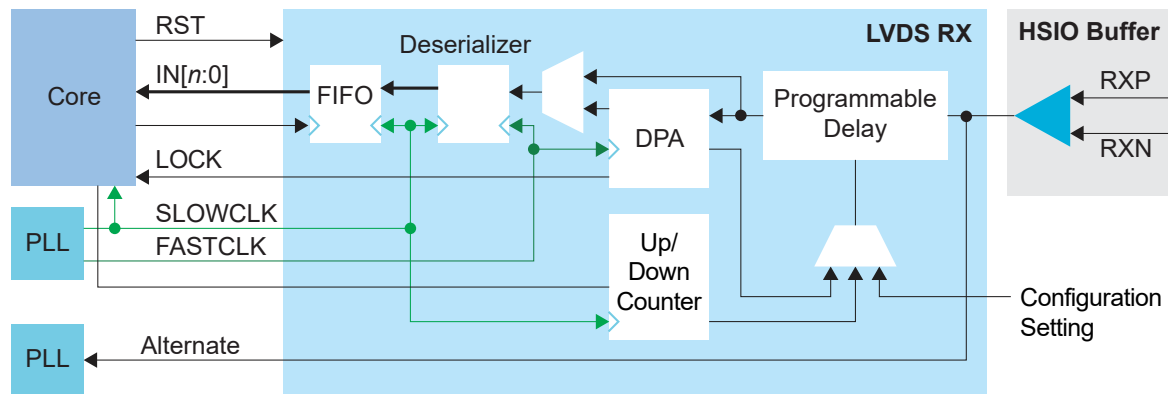 RST
LVDS RX
HSIO Buffer
Deserializer
IN[n:0]
RXP
Core
FIFO
Programmable
Delay
DPA
RXN
LOCK
SLOWCLK
PLL
FASTCLK
Up/
Down
Counter
Configuration
Setting
PLL
Alternate